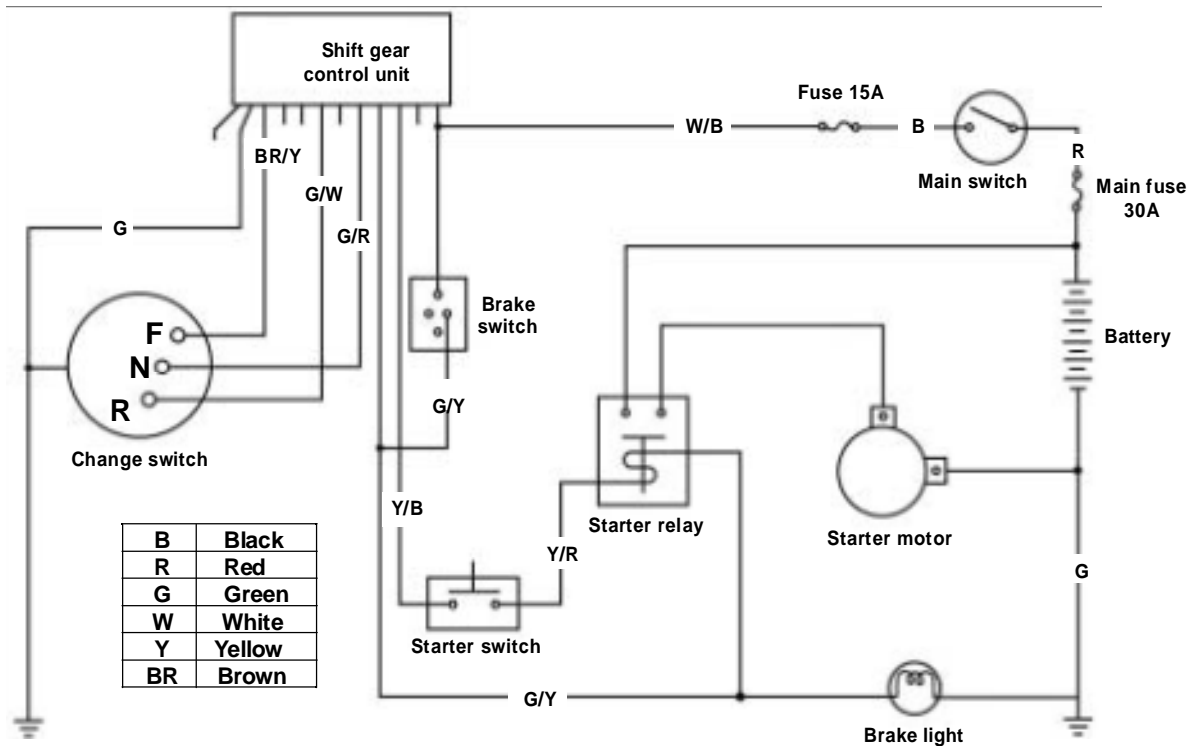 Shift gear
control unit
Fuse 15A
W/B
B
R
Main switch
Main fuse
30A
BR/Y
G/W
G/R
G
Brake
switch
Battery
F
N
R
G/Y
Change switch
Y/B
Starter relay
Starter motor
Y/R
G
Starter switch
B Black
R Red
G Green
W White
Y Yellow
BR Brown
G/Y
Brake light